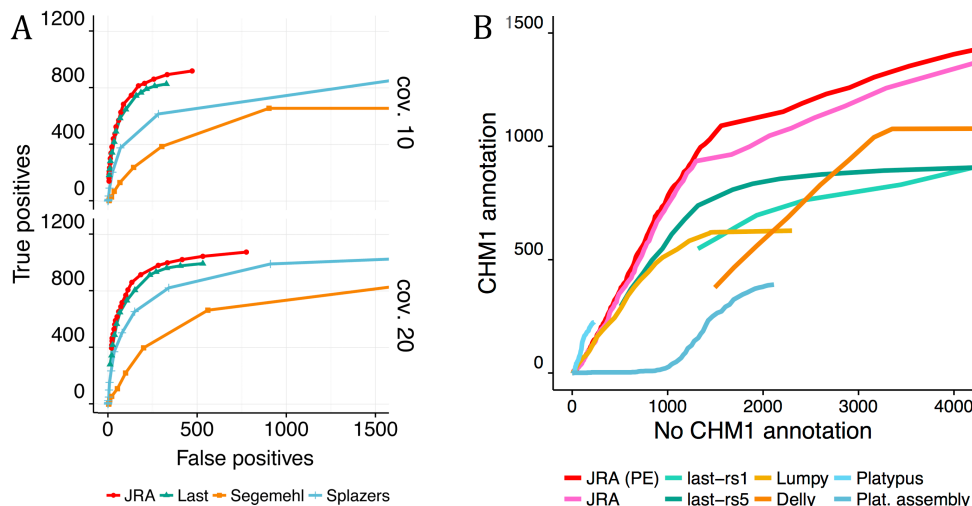 A
1200
800
400
0
cov. 10
1200
800
400
0
cov. 20
True positives
0 500 1000 1500
False positives
JRA Last Segemehl Splazers
B
1500
1000
500
0
CHM1 annotation
0 1000 2000 3000 4000
No CHM1 annotation
JRA (PE) last-rs1 Lumpy Platypus
JRA last-rs5 Delly Plat. assembly